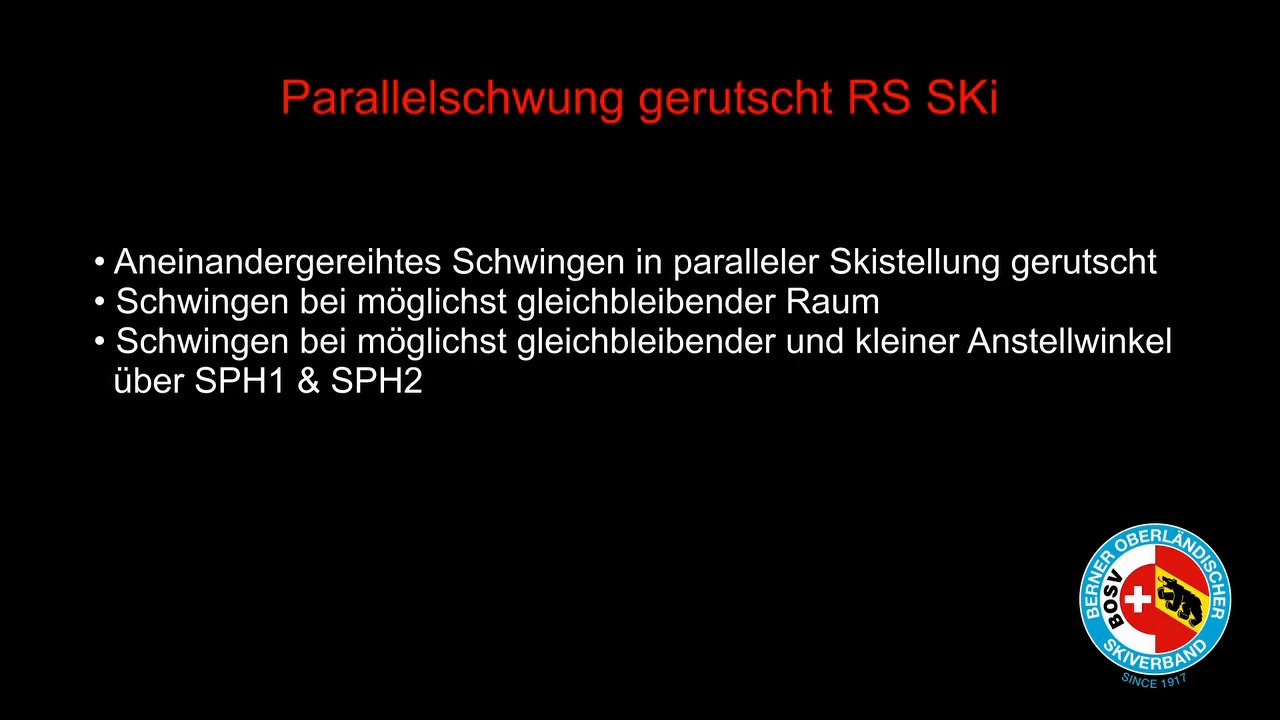 Parallelschwung gerutscht RS SKi
• Aneinandergereihtes Schwingen in paralleler Skistellung gerutscht
• Schwingen bei möglichst gleichbleibender Raum
• Schwingen bei möglichst gleichbleibender und kleiner Anstellwinkel
über SPH1 & SPH2
BERNER OBERLÄNDISCHER
BOSV
SKIVERBAND
SINCE 1917